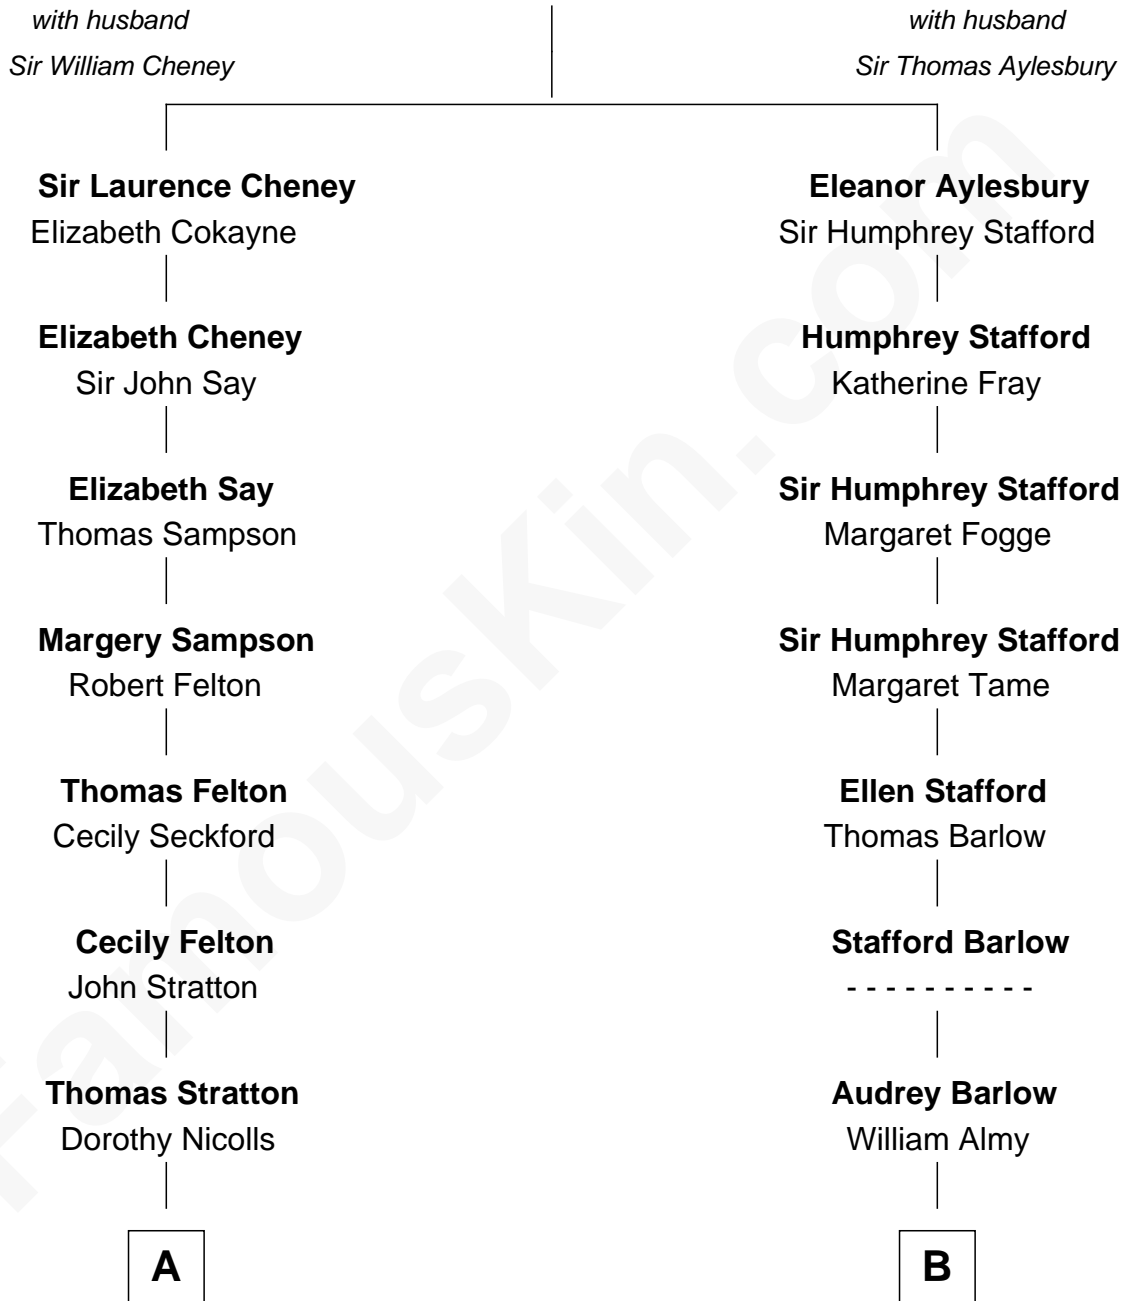 with husband
Sir William Cheney
with husband
Sir Thomas Aylesbury
Sir Laurence Cheney
Elizabeth Cokayne
Eleanor Aylesbury
Sir Humphrey Stafford
Elizabeth Cheney
Sir John Say
Humphrey Stafford
Katherine Fray
Elizabeth Say
Thomas Sampson
Sir Humphrey Stafford
Margaret Fogge
Margery Sampson
Robert Felton
Sir Humphrey Stafford
Margaret Tame
Thomas Felton
Cecily Seckford
Ellen Stafford
Thomas Barlow
Cecily Felton
John Stratton
Stafford Barlow
- - - - - - - - - -
Thomas Stratton
Dorothy Nicolls
Audrey Barlow
William Almy
A
B
FamousKin.com